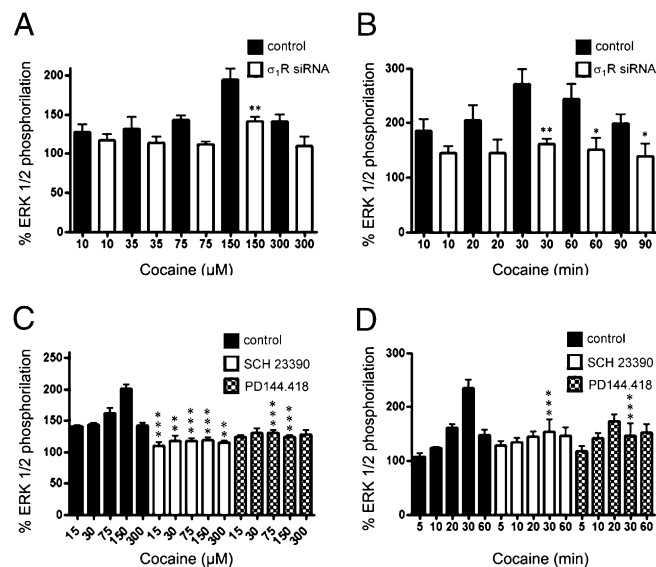 A
control
σ1R siRNA
% ERK 1/2 phosphorilation
200
150
100
50
0
**
10 10 35 35 75 75 150 150 300 300
Cocaine (µM)
B
control
σ1R siRNA
% ERK 1/2 phosphorilation
300
200
100
0
** * *
10 10 20 20 30 30 60 60 90 90
Cocaine (min)
C
control
SCH 23390
PD144.418
% ERK 1/2 phosphorilation
250
200
150
100
50
0
*** ** *** *** ** *** ***
15 30 75 150 300 15 30 75 150 300 15 30 75 150 300
Cocaine (µM)
D
control
SCH 23390
PD144.418
% ERK 1/2 phosphorilation
300
200
100
0
*** ***
5 10 20 30 60 5 10 20 30 60 5 10 20 30 60
Cocaine (min)